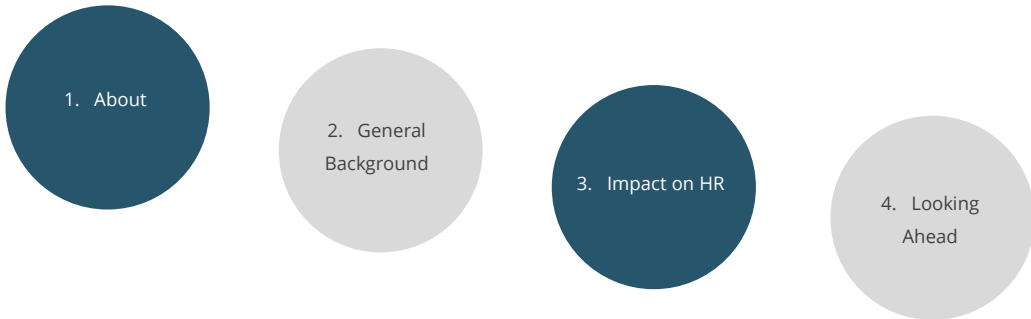 1. About
2. General
Background
3. Impact on HR
4. Looking
Ahead